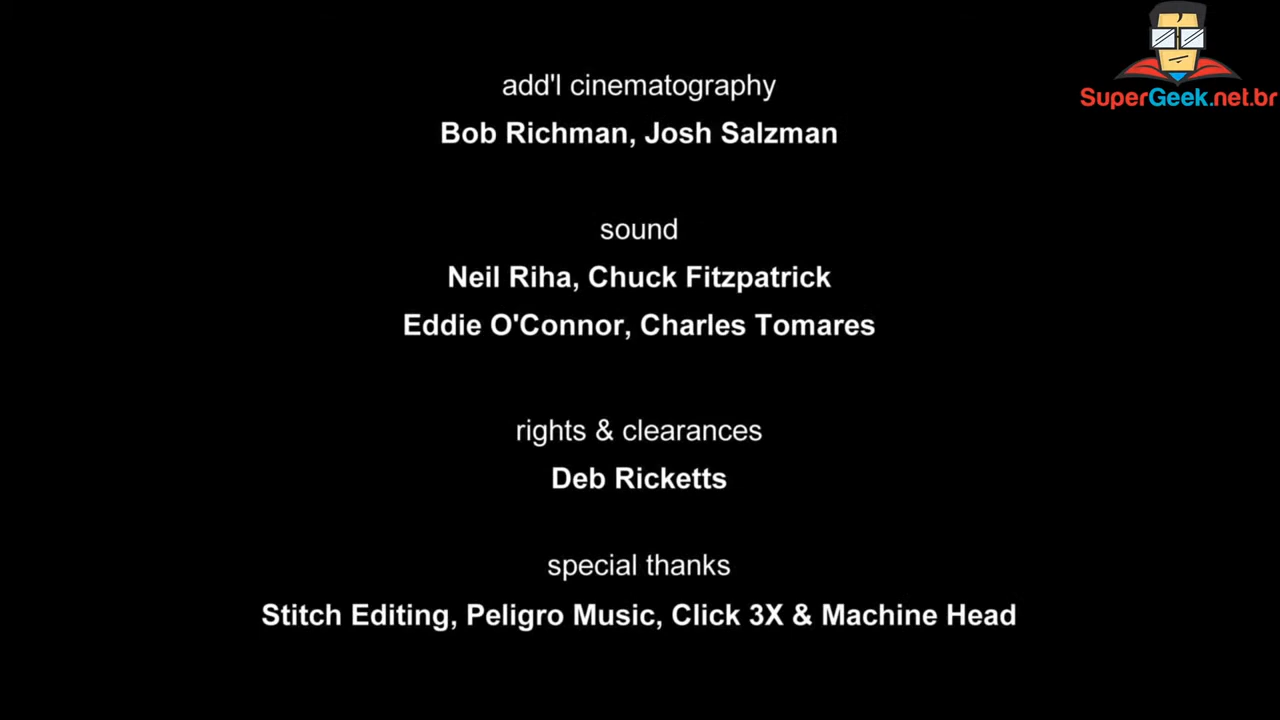 SuperGeek.net.br
add'l cinematography
Bob Richman, Josh Salzman
sound
Neil Riha, Chuck Fitzpatrick
Eddie O'Connor, Charles Tomares
rights & clearances
Deb Ricketts
special thanks
Stitch Editing, Peligro Music, Click 3X & Machine Head